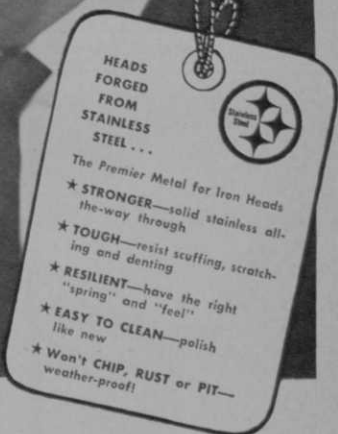 HEADS
FORGED
FROM
STAINLESS
STEEL...
Stainless
Steel
The Premier Metal for Iron Heads
★ STRONGER—solid stainless all-
the-way through
★ TOUGH—resist scuffing, scratch-
ing and denting
★ RESILIENT—have the right
"spring" and "feel"
★ EASY TO CLEAN—polish
like new
★ Won't CHIP, RUST or PIT—
weather-proof!